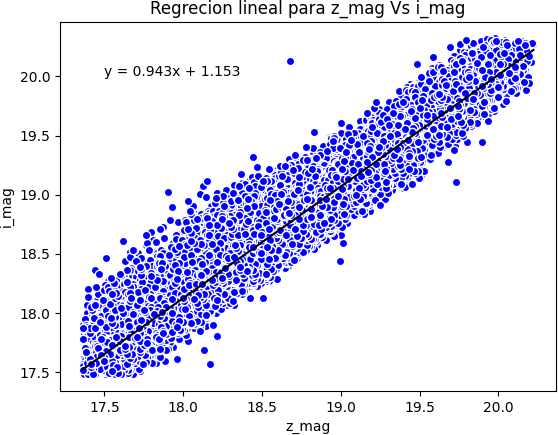 Regrecion lineal para z_mag Vs i_mag
y = 0.943x + 1.153
20.0
19.5
19.0
18.5
18.0
17.5
i_mag
17.5 18.0 18.5 19.0 19.5 20.0
z_mag